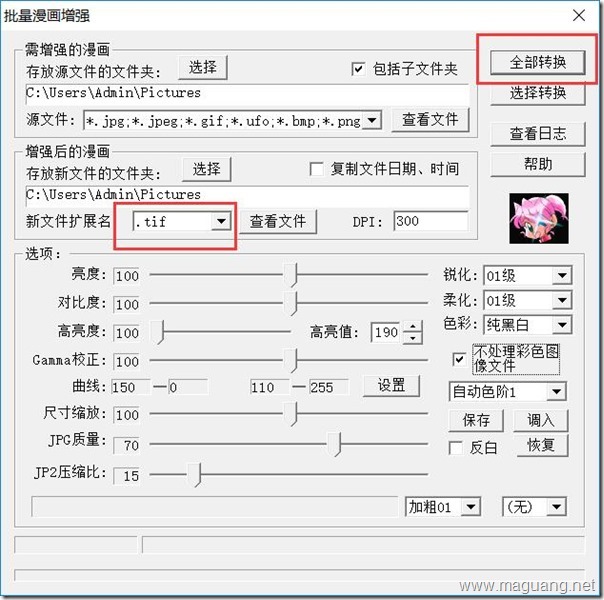 批量漫画增强
需增强的漫画
存放源文件的文件夹: 选择 包括子文件夹
C:\Users\Admin\Pictures
源文件: *.jpg;*.jpeg;*.gif;*.ufo;*.bmp;*.png 查看文件
全部转换
选择转换
查看日志
帮助
增强后的漫画
存放新文件的文件夹: 选择 复制文件日期、时间
C:\Users\Admin\Pictures
新文件扩展名 .tif 查看文件 DPI: 300
选项:
亮度: 100
对比度: 100
高亮度: 100 高亮值: 190
Gamma校正: 100
曲线: 150 — 0 110 — 255 设置
尺寸缩放: 100
JPG质量: 70
JP2压缩比: 15
锐化: 01级
柔化: 01级
色彩: 纯黑白
不处理彩色图
像文件
自动色阶1
保存 调入
反白 恢复
加粗01 (无)
www.maguang.net